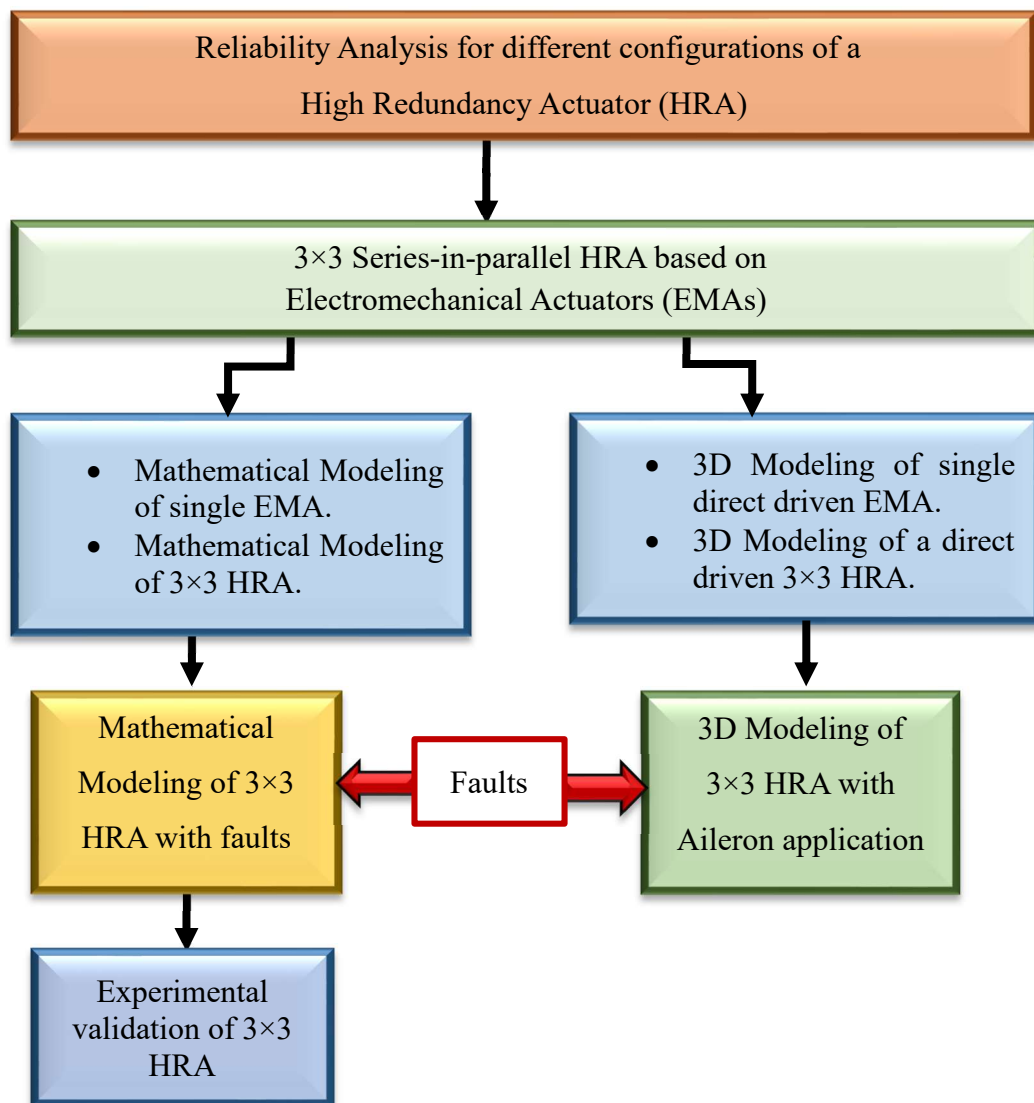 Reliability Analysis for different configurations of a
High Redundancy Actuator (HRA)
3×3 Series-in-parallel HRA based on
Electromechanical Actuators (EMAs)
• Mathematical Modeling
of single EMA.
• Mathematical Modeling
of 3×3 HRA.
• 3D Modeling of single
direct driven EMA.
• 3D Modeling of a direct
driven 3×3 HRA.
Mathematical
Modeling of 3×3
HRA with faults
Faults
3D Modeling of
3×3 HRA with
Aileron application
Experimental
validation of 3×3
HRA